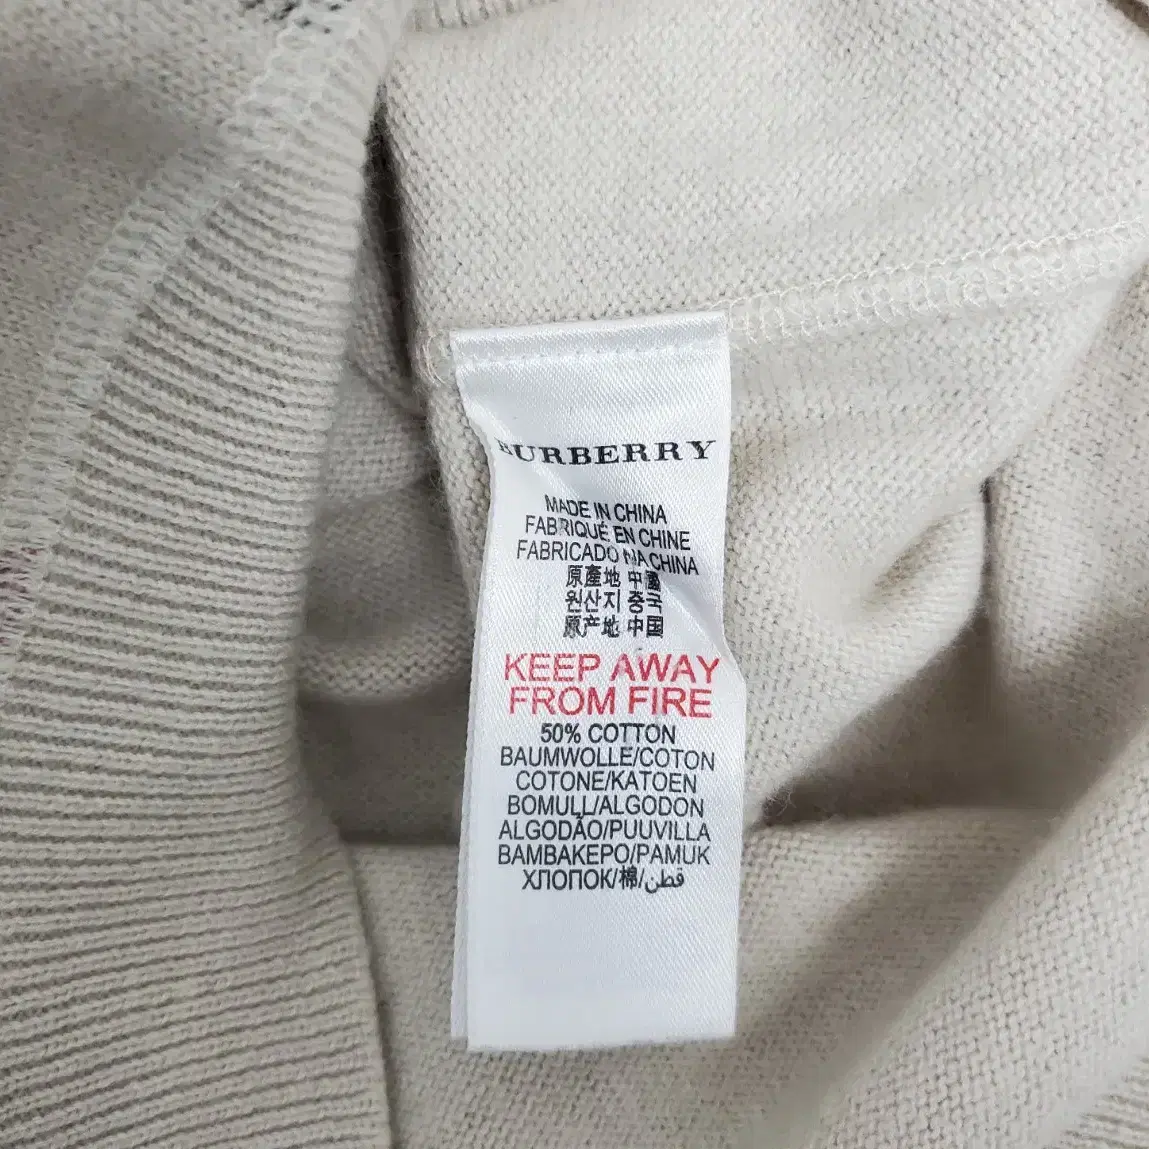 BURBERRY
MADE IN CHINA
FABRIQUÉ EN CHINE
FABRICADO NA CHINA
原產地 中國
원산지 중국
原产地 中国
KEEP AWAY
FROM FIRE
50% COTTON
BAUMWOLLE/COTON
COTONE/KATOEN
BOMULL/ALGODON
ALGODÃO/PUUVILLA
BAMBAKEPO/PAMUK
ХЛОПОК/棉/قطن